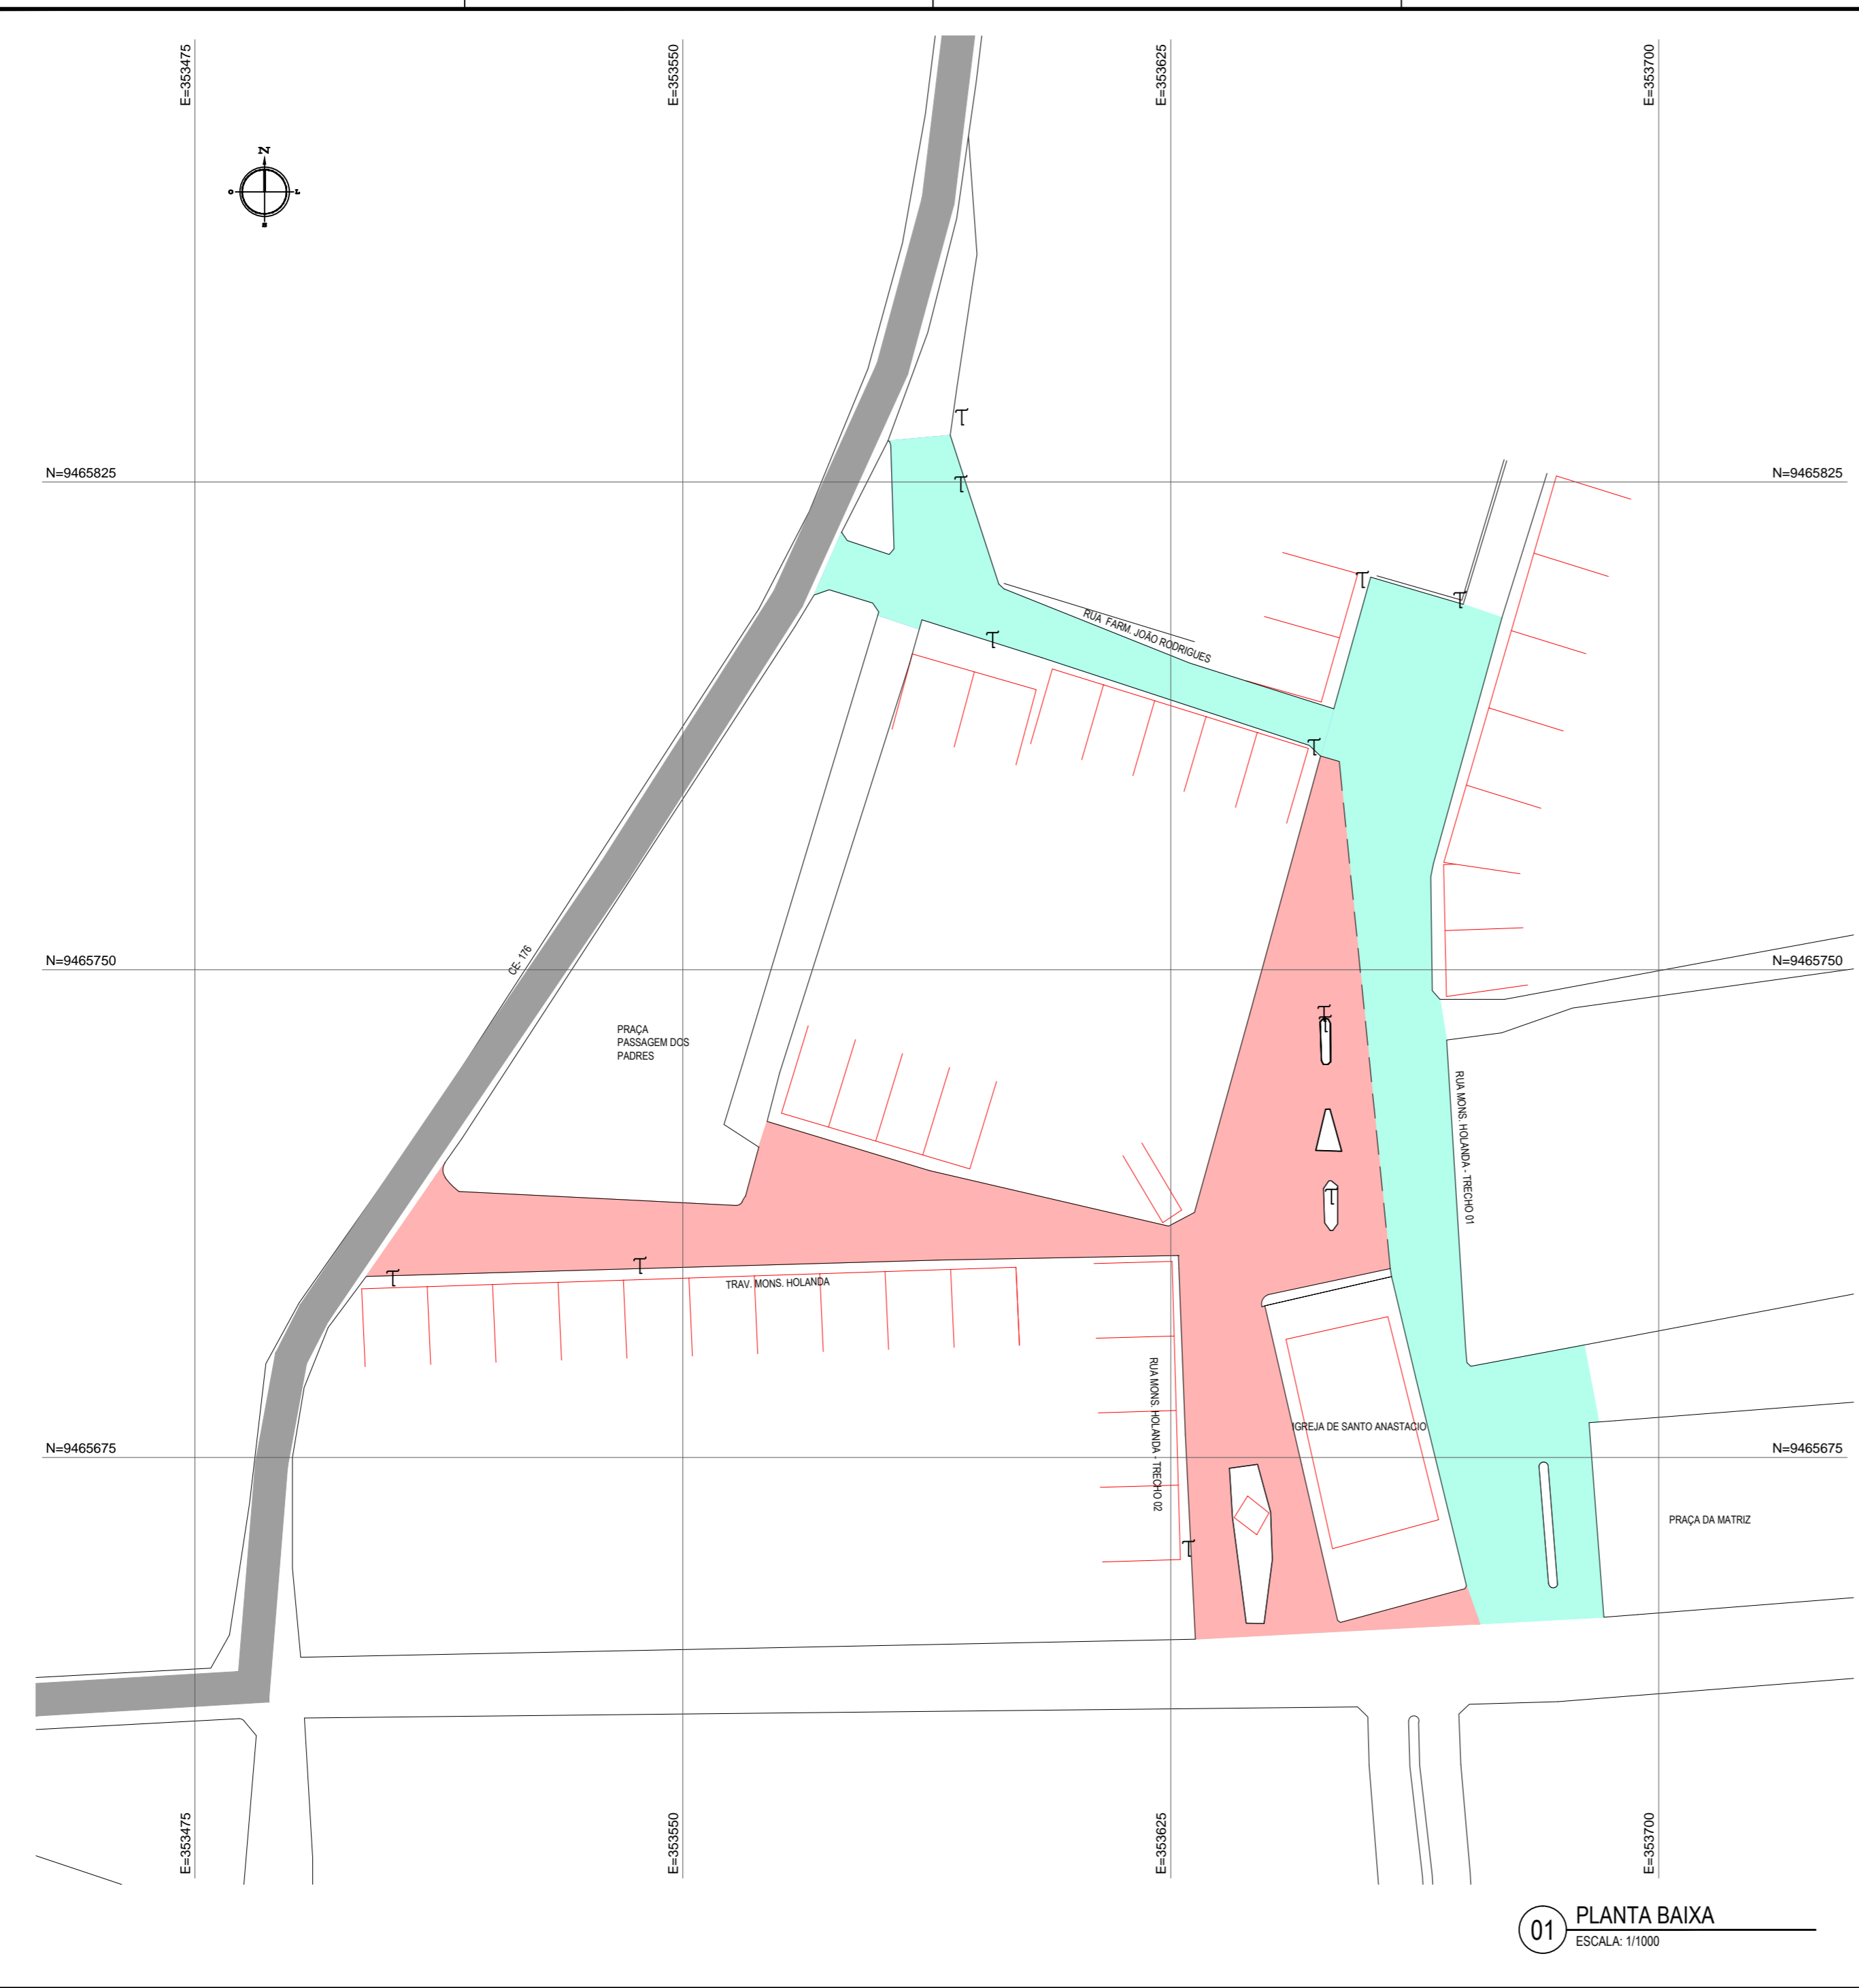 E=353475
E=353550
E=353625
E=353700
N
O
L
S
N=9465825
N=9465825
RUA FARM. JOÃO RODRIGUES
CE- 176
N=9465750
N=9465750
PRAÇA
PASSAGEM DOS
PADRES
RUA MONS. HOLANDA - TRECHO 01
TRAV. MONS. HOLANDA
RUA MONS. HOLANDA - TRECHO 02
IGREJA DE SANTO ANASTACIO
N=9465675
N=9465675
PRAÇA DA MATRIZ
E=353475
E=353550
E=353625
E=353700
01
PLANTA BAIXA
ESCALA: 1/1000